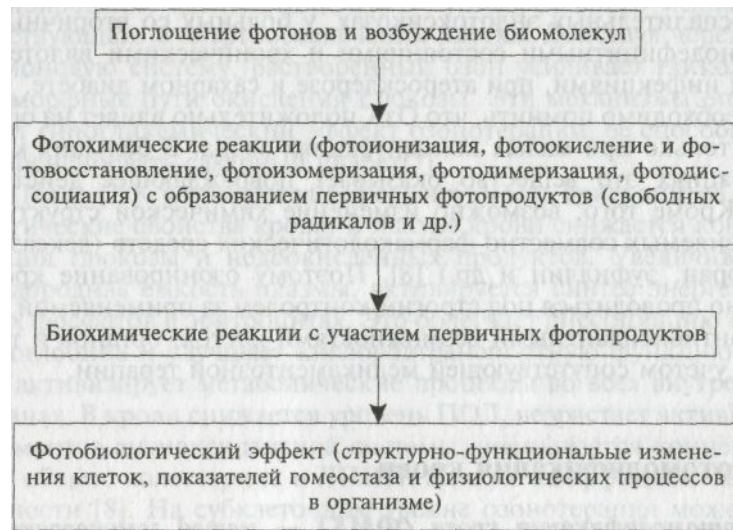 Поглощение фотонов и возбуждение биомолекул
Фотохимические реакции (фотоионизация, фотоокисление и фо-
товосстановление, фотоизомеризация, фотодимеризация, фотодис-
социация) с образованием первичных фотопродуктов (свободных
радикалов и др.)
Биохимические реакции с участием первичных фотопродуктов
Фотобиологический эффект (структурно-функциональые измене-
ния клеток, показателей гомеостаза и физиологических процессов
в организме)